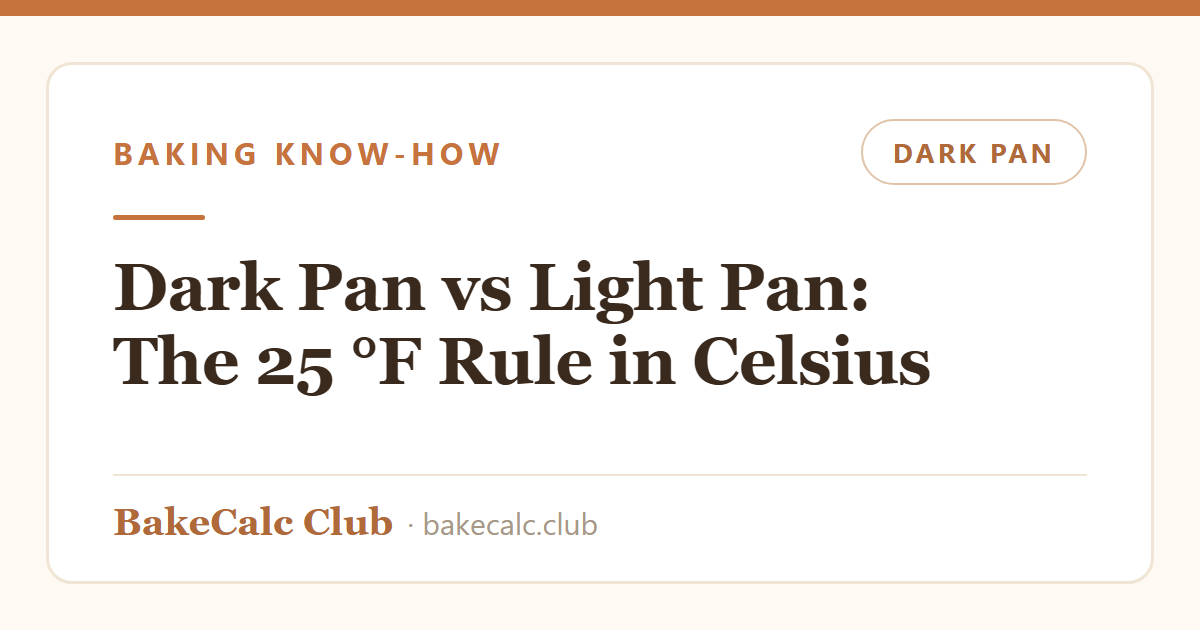 BAKING KNOW-HOW
DARK PAN
Dark Pan vs Light Pan:
The 25 °F Rule in Celsius
BakeCalc Club · bakecalc.club